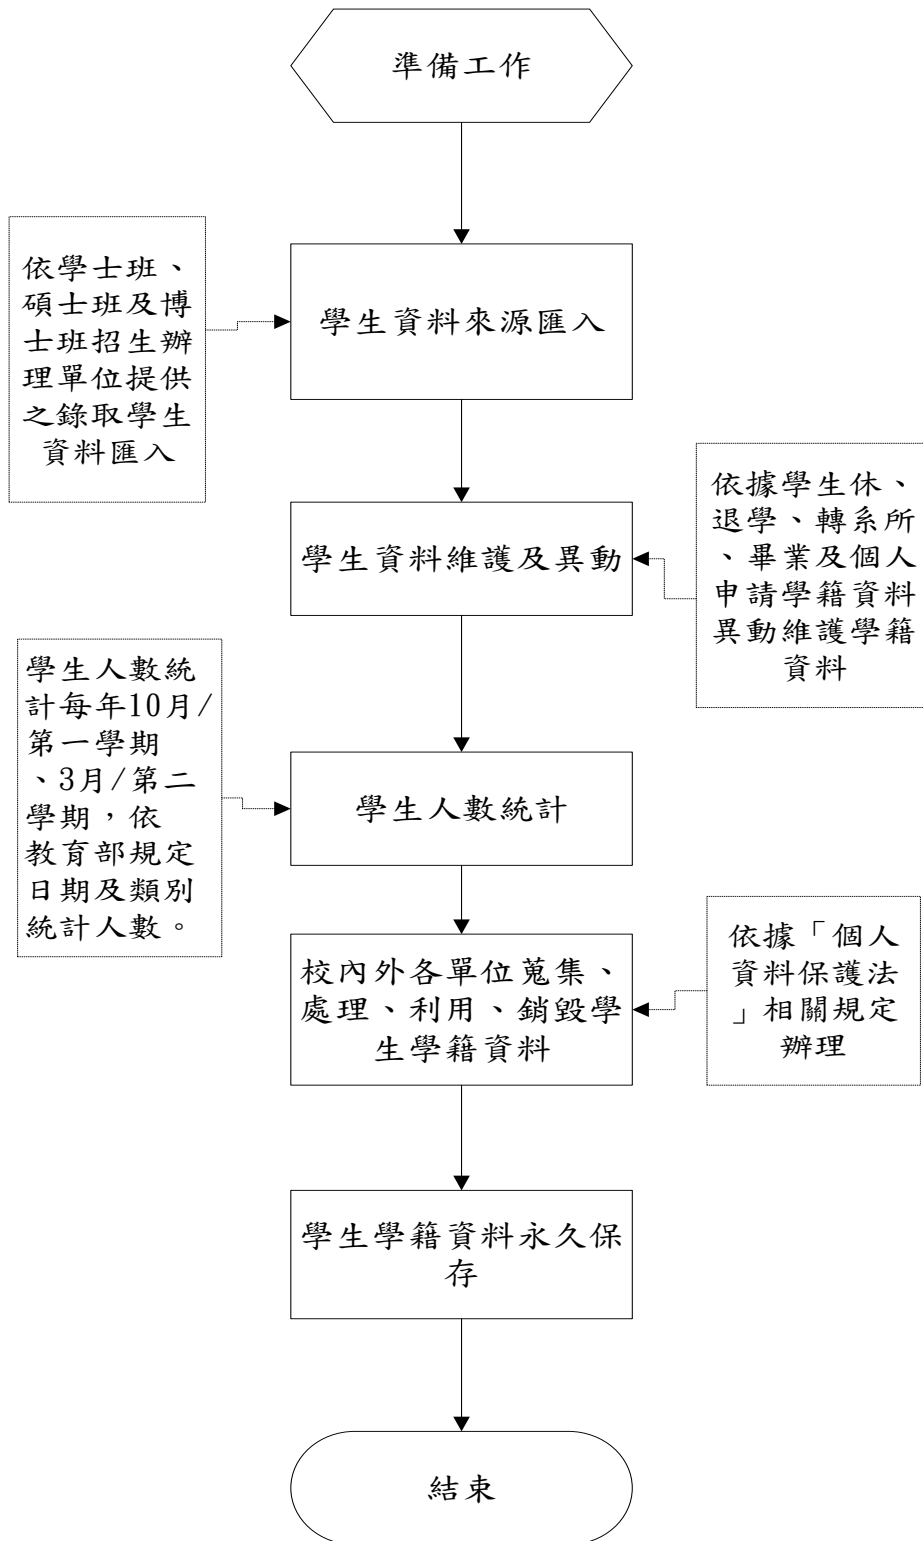 準備工作
依學士班、
碩士班及博
士班招生辦
理單位提供
之錄取學生
資料匯入
學生資料來源匯入
依據學生休、
退學、轉系所
、畢業及個人
申請學籍資料
異動維護學籍
資料
學生資料維護及異動
學生人數統
計每年10月/
第一學期
、3月/第二
學期，依
教育部規定
日期及類別
統計人數。
學生人數統計
校內外各單位蒐集、
處理、利用、銷毀學
生學籍資料
依據「個人
資料保護法
」相關規定
辦理
學生學籍資料永久保
存
結束